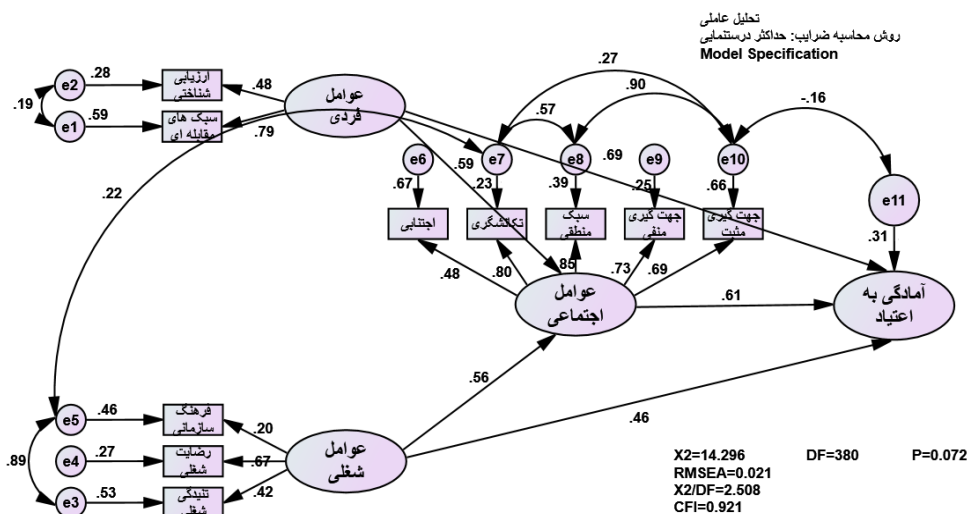 تحلیل عاملی
روش محاسبه ضرایب: حداکثر درستنمایی
Model Specification
e2
.28
ارزیابی
شناختی
.48
.19
e1
.59
سبک های
مقابله ای
.79
عوامل
فردی
.27
.90
-.16
.57
e6
e7
e8
e9
e10
e11
.59
.69
.67
.23
.39
.25
.66
.31
.22
اجتنابی
تکانشگری
سبک
منطقی
جهت گیری
منفی
جهت گیری
مثبت
.48
.80
.85
.73
.69
عوامل
اجتماعی
.61
آمادگی به
اعتیاد
.56
.46
e5
.46
فرهنگ
سازمانی
.20
.89
e4
.27
رضایت
شغلی
.67
عوامل
شغلی
e3
.53
تنیدگی
شغلی
.42
X2=14.296 DF=380 P=0.072
RMSEA=0.021
X2/DF=2.508
CFI=0.921